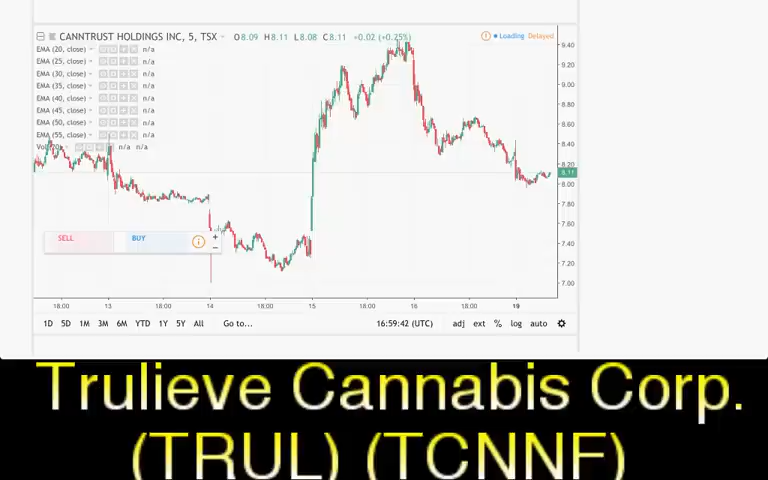 CANNTRUST HOLDINGS INC, 5, TSX O8.09 H8.11 L8.08 C8.11 +0.02 (+0.25%) Loading Delayed
EMA (20, close) n/a
EMA (25, close) n/a
EMA (30, close) n/a
EMA (35, close) n/a
EMA (40, close) n/a
EMA (45, close) n/a
EMA (50, close) n/a
EMA (55, close) n/a
n/a n/a
SELL BUY
9.40
9.20
9.00
8.80
8.60
8.40
8.20
8.11
8.00
7.80
7.60
7.40
7.20
7.00
18:00 13 18:00 14 18:00 15 18:00 16 18:00 19
1D 5D 1M 3M 6M YTD 1Y 5Y All Go to... 16:59:42 (UTC) adj ext % log auto
Trulieve Cannabis Corp.
(TRUL) (TCNNF)